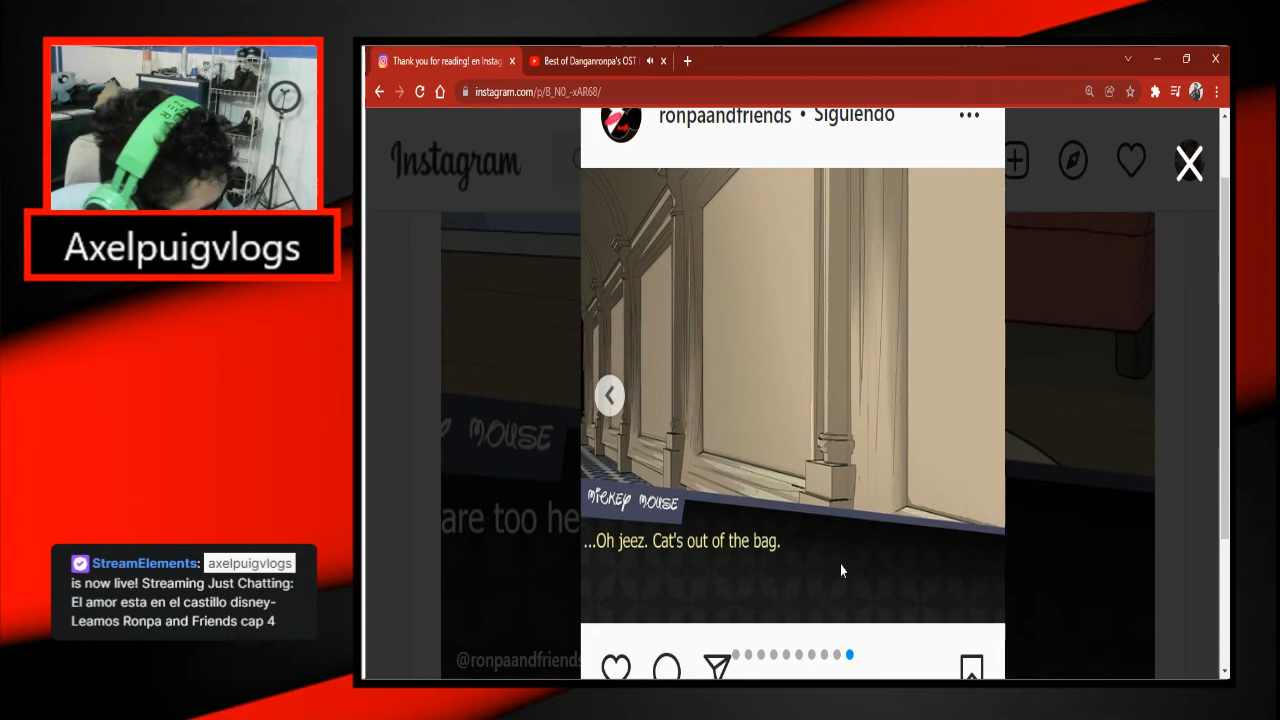 Thank you for reading! en Instag
Best of Danganronpa's OST
instagram.com/p/B_N0_-xAR68/
ronpaandfriends • Siguiendo
Instagram
X
Axelpuigvlogs
MOUSE
are too he
MICKEY MOUSE
...Oh jeez. Cat's out of the bag.
StreamElements: axelpuigvlogs
is now live! Streaming Just Chatting:
El amor esta en el castillo disney-
Leamos Ronpa and Friends cap 4
@ronpaandfriends